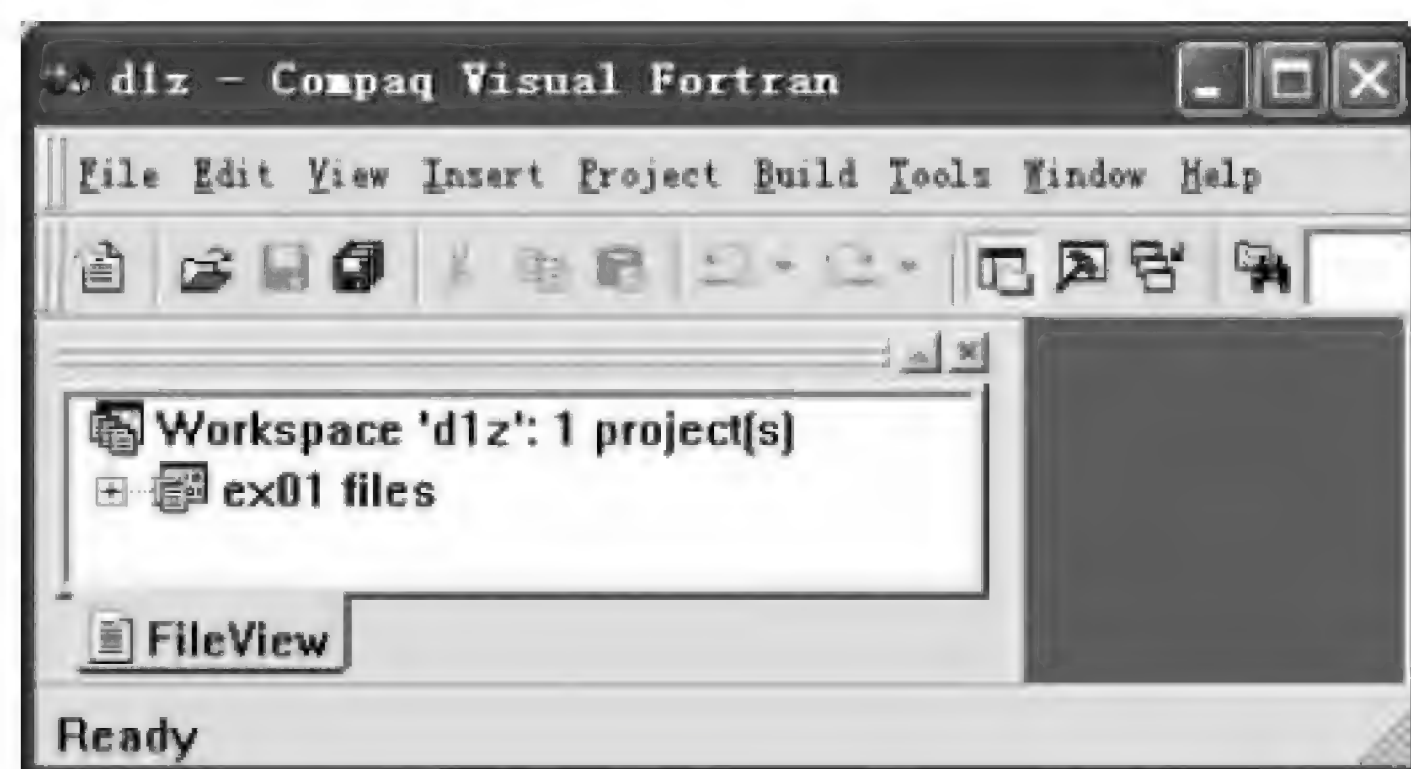 d1z - Compaq Visual Fortran
File Edit View Insert Project Build Tools Window Help
Workspace 'd1z': 1 project(s)
ex01 files
FileView
Ready